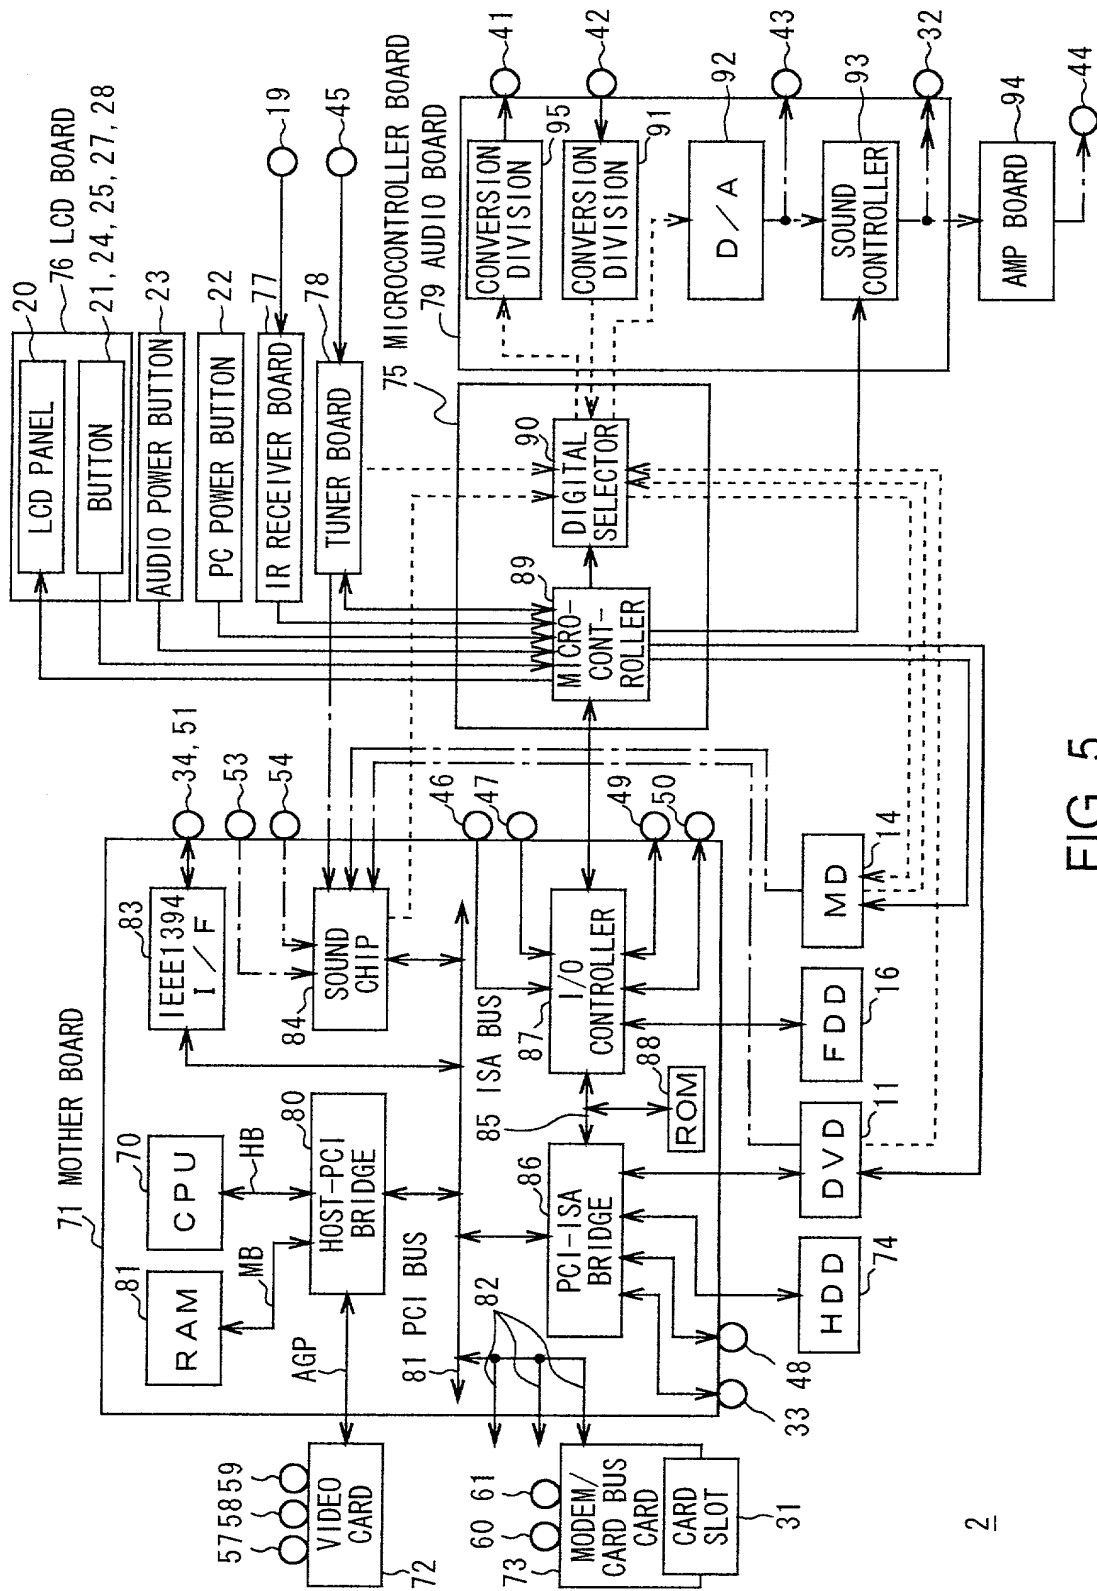 76 LCD BOARD
20
LCD PANEL
21, 24, 25, 27, 28
BUTTON
23
AUDIO POWER BUTTON
22
PC POWER BUTTON
77
IR RECEIVER BOARD
19
78
TUNER BOARD
45
75 MICROCONTROLLER BOARD
79 AUDIO BOARD
90
DIGITAL
SELECTOR
89
MICRO-
CONT-
ROLLER
CONVERSION
DIVISION
95
41
CONVERSION
DIVISION
91
42
D/A
92
43
SOUND
CONTROLLER
93
32
AMP BOARD
94
44
71 MOTHER BOARD
81
RAM
MB
70
CPU
HB
80
HOST-PCI
BRIDGE
AGP
83
IEEE1394
I/F
34, 51
53
54
84
SOUND
CHIP
81 PCI BUS
82
85 ISA BUS
46
47
86
PCI-ISA
BRIDGE
87
I/O
CONTROLLER
88
ROM
49
50
57 58 59
VIDEO
CARD
72
60 61
MODEM/
CARD BUS
CARD
73
CARD
SLOT
31
33
48
HDD
74
DVD
11
FDD
16
MD
14
2
FIG. 5